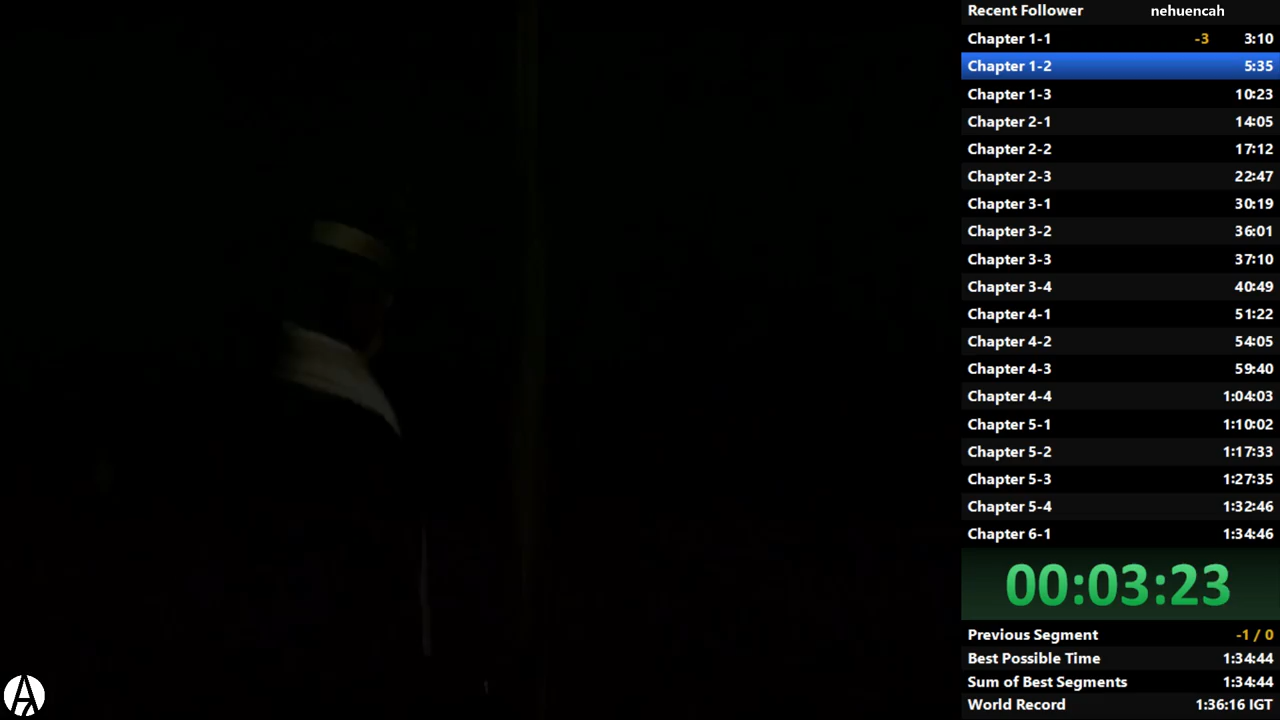 Recent Follower nehuencah
Chapter 1-1 -3 3:10
Chapter 1-2 5:35
Chapter 1-3 10:23
Chapter 2-1 14:05
Chapter 2-2 17:12
Chapter 2-3 22:47
Chapter 3-1 30:19
Chapter 3-2 36:01
Chapter 3-3 37:10
Chapter 3-4 40:49
Chapter 4-1 51:22
Chapter 4-2 54:05
Chapter 4-3 59:40
Chapter 4-4 1:04:03
Chapter 5-1 1:10:02
Chapter 5-2 1:17:33
Chapter 5-3 1:27:35
Chapter 5-4 1:32:46
Chapter 6-1 1:34:46
00:03:23
Previous Segment -1 / 0
Best Possible Time 1:34:44
Sum of Best Segments 1:34:44
World Record 1:36:16 IGT